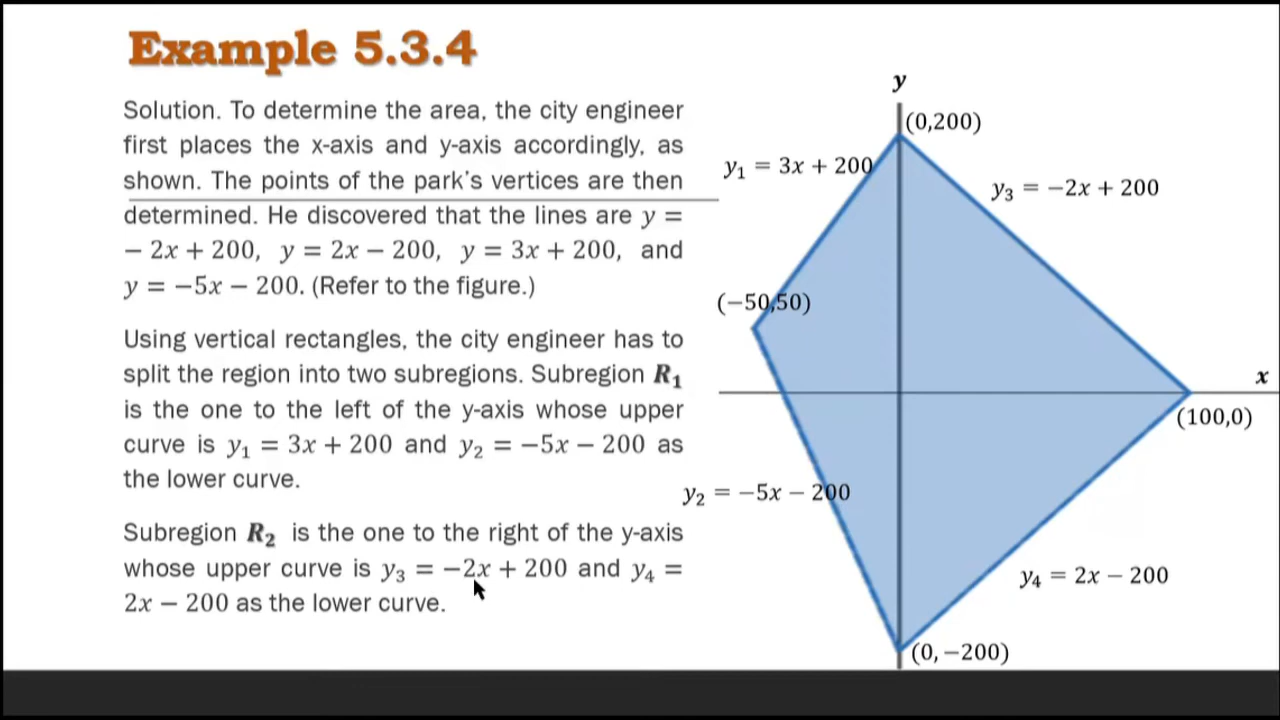 Example 5.3.4
Solution. To determine the area, the city engineer
first places the x-axis and y-axis accordingly, as
shown. The points of the park's vertices are then
determined. He discovered that the lines are y =
− 2x + 200, y = 2x − 200, y = 3x + 200, and
y = −5x − 200. (Refer to the figure.)
Using vertical rectangles, the city engineer has to
split the region into two subregions. Subregion R₁
is the one to the left of the y-axis whose upper
curve is y₁ = 3x + 200 and y₂ = −5x − 200 as
the lower curve.
Subregion R₂ is the one to the right of the y-axis
whose upper curve is y₃ = −2x + 200 and y₄ =
2x − 200 as the lower curve.
y
(0,200)
y₁ = 3x + 200
y₃ = −2x + 200
(−50,50)
x
(100,0)
y₂ = −5x − 200
y₄ = 2x − 200
(0, −200)